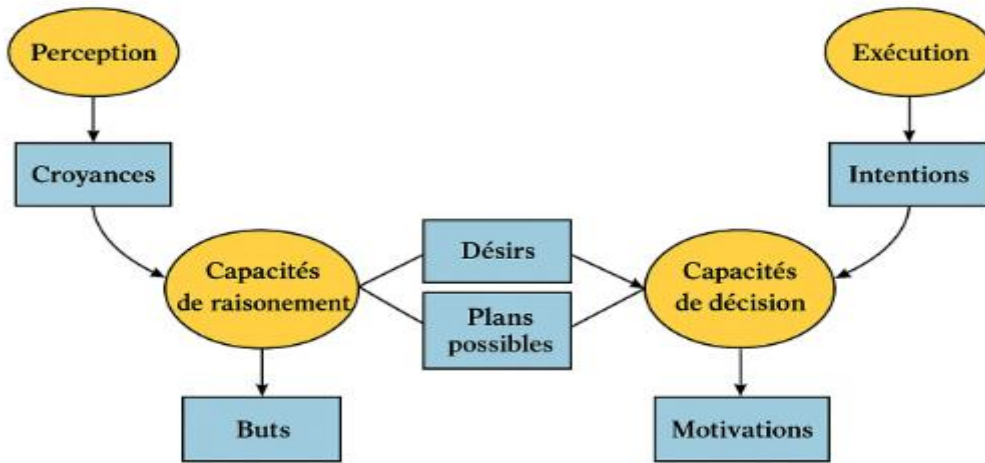 Perception
Exécution
Croyances
Intentions
Capacités
de raisonement
Désirs
Plans
possibles
Capacités
de décision
Buts
Motivations